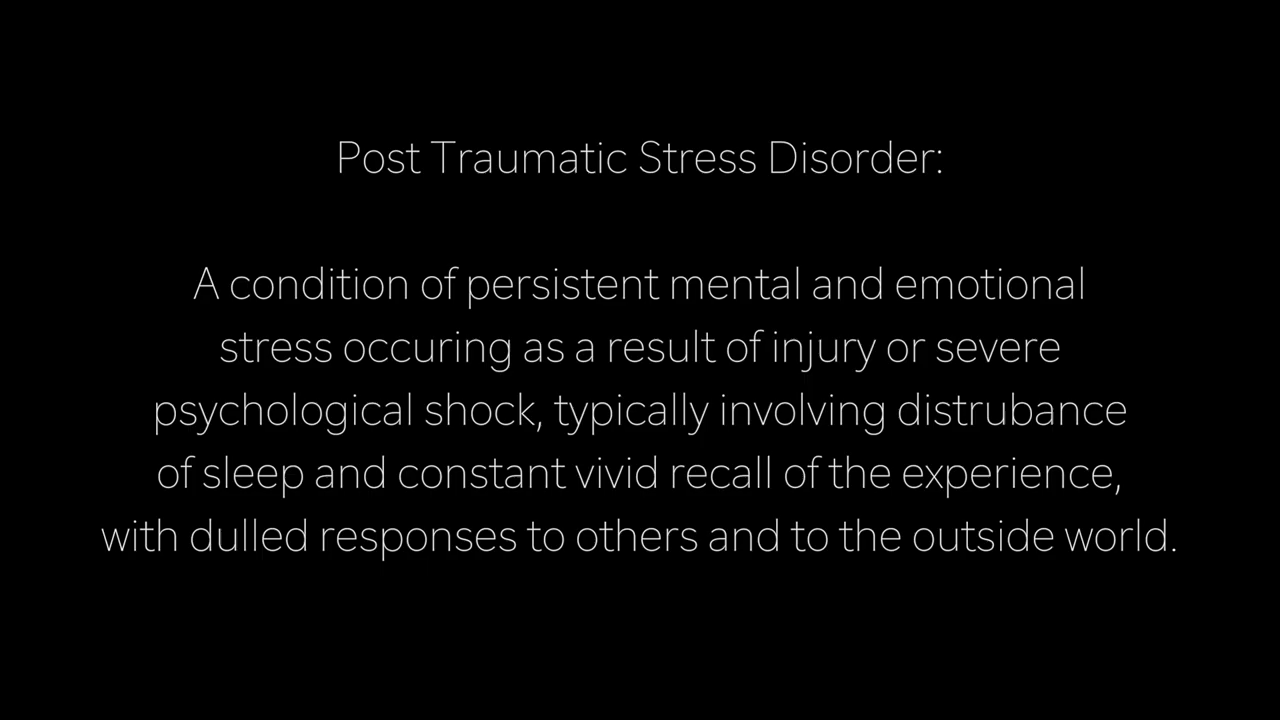 Post Traumatic Stress Disorder:
A condition of persistent mental and emotional
stress occuring as a result of injury or severe
psychological shock, typically involving distrubance
of sleep and constant vivid recall of the experience,
with dulled responses to others and to the outside world.